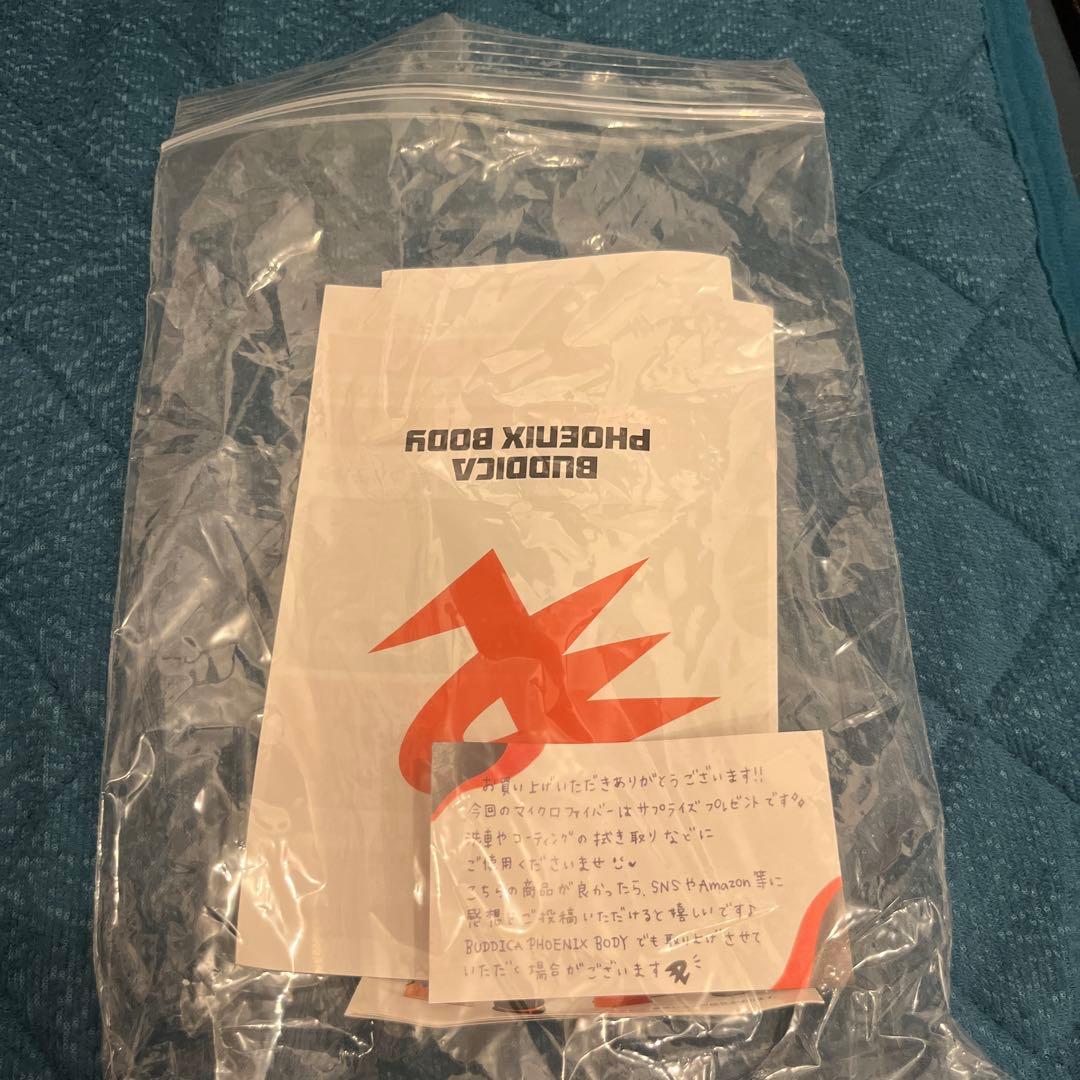 BUDDICA
PHOENIX BODY
お買い上げいただきありがとうございます!!
今回のマイクロファイバーはサプライズプレゼントです
洗車やコーティングの拭き取りなどに
ご使用くださいませ
こちらの商品が良かったら、SNSやAmazon等に
感想をご投稿いただけると嬉しいです♪
BUDDICA PHOENIX BODYでも取り上げさせて
いただく場合がございます